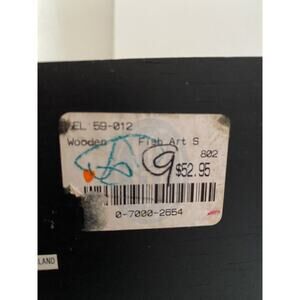 EL 59-012
Wooden Fish Art S
802
9
$52.95
0-7000-2654
LAND